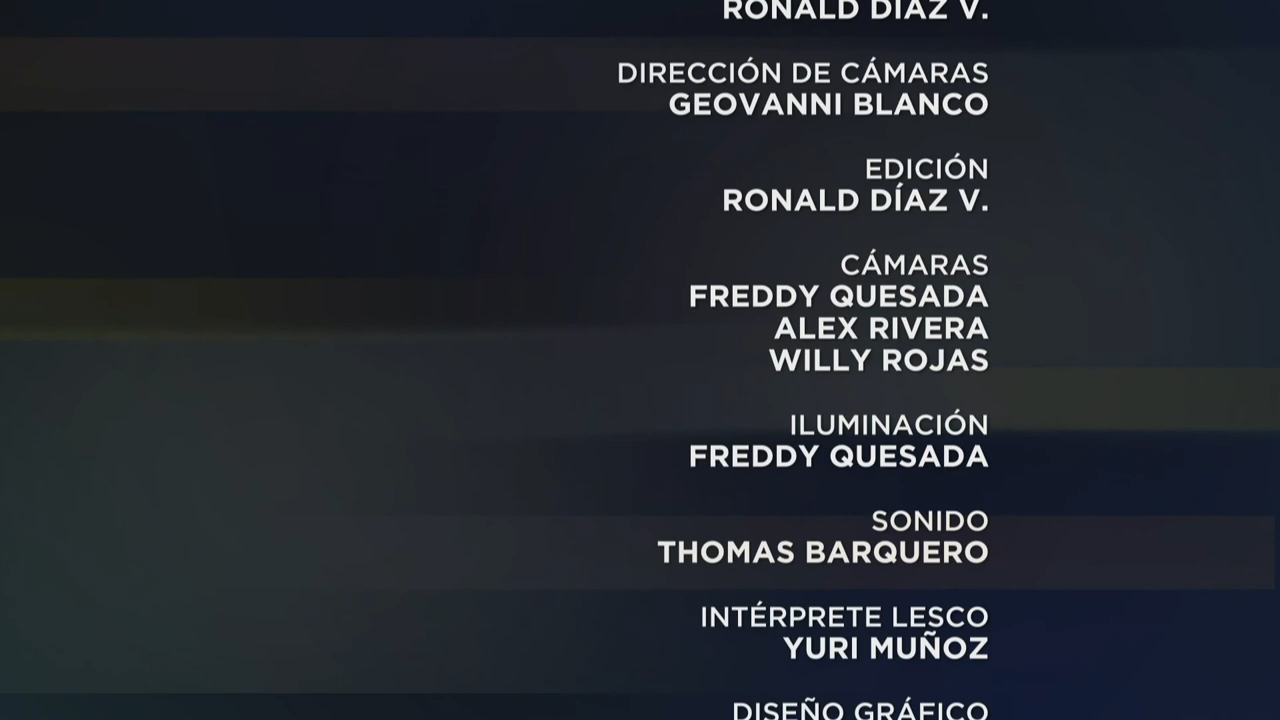 RONALD DÍAZ V.
DIRECCIÓN DE CÁMARAS
GEOVANNI BLANCO
EDICIÓN
RONALD DÍAZ V.
CÁMARAS
FREDDY QUESADA
ALEX RIVERA
WILLY ROJAS
ILUMINACIÓN
FREDDY QUESADA
SONIDO
THOMAS BARQUERO
INTÉRPRETE LESCO
YURI MUÑOZ
DISEÑO GRÁFICO